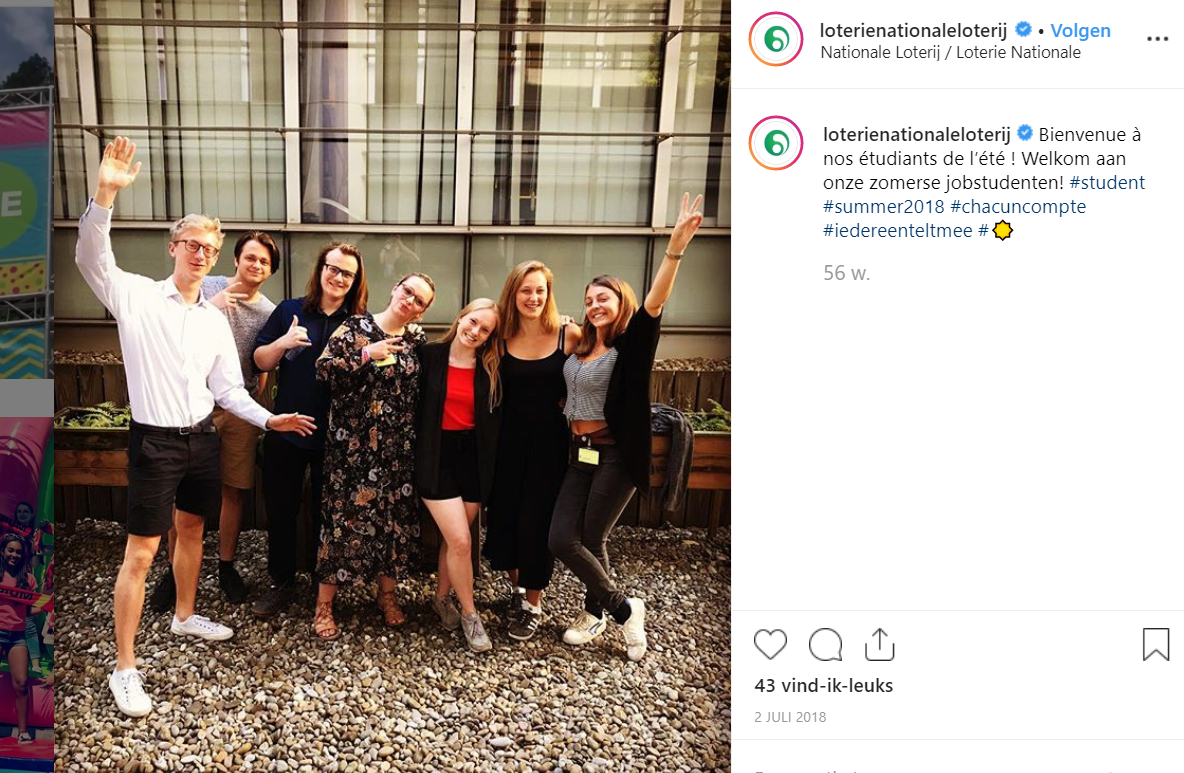 loterienationaleloterij • Volgen
Nationale Loterij / Loterie Nationale
loterienationaleloterij Bienvenue à
nos étudiants de l'été ! Welkom aan
onze zomerse jobstudenten! #student
#summer2018 #chacuncompte
#iedereenteltmee #
56 w.
43 vind-ik-leuks
2 JULI 2018
E